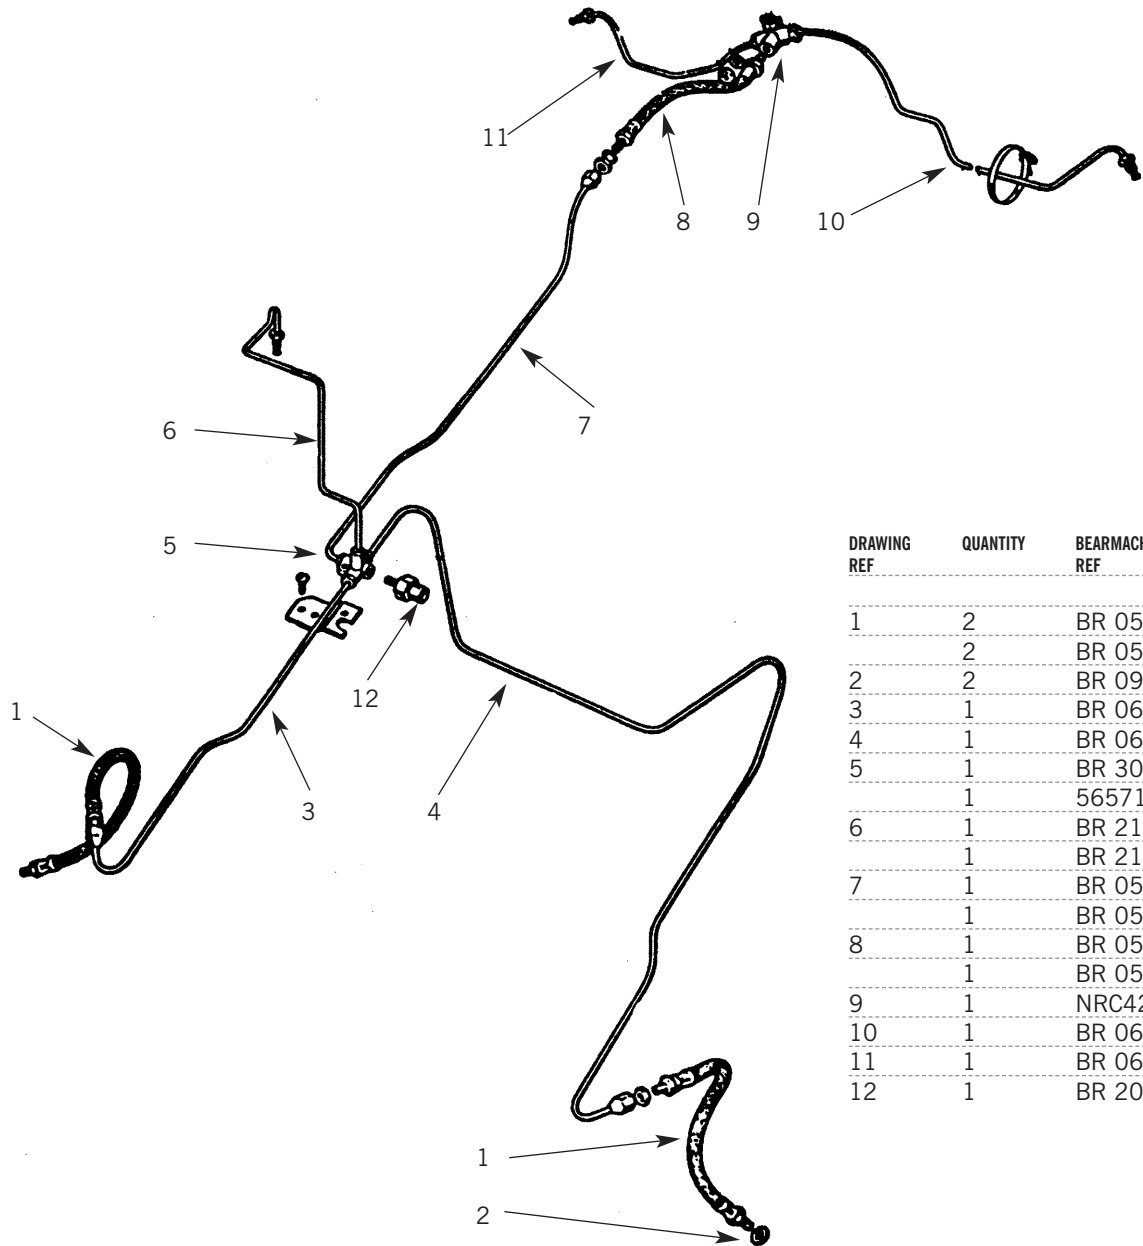 11
8
9
10
7
6
5
12
1
3
4
1
2
DRAWING REF QUANTITY BEARMACH REF
1 2 BR 05
2 BR 05
2 2 BR 09
3 1 BR 06
4 1 BR 06
5 1 BR 30
1 56571
6 1 BR 21
1 BR 21
7 1 BR 05
1 BR 05
8 1 BR 05
1 BR 05
9 1 NRC42
10 1 BR 06
11 1 BR 06
12 1 BR 20